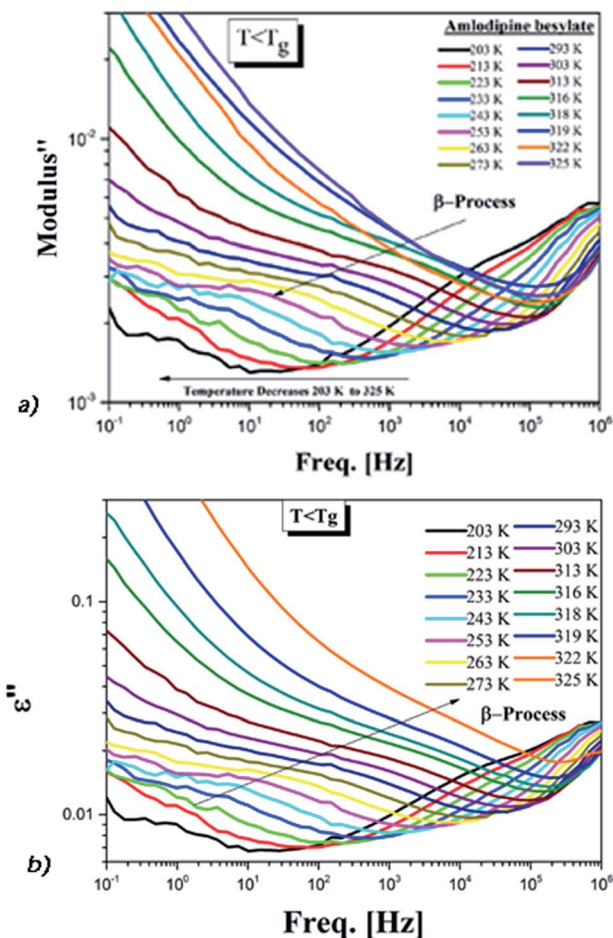 T<Tg
Amlodipine besylate
203 K 293 K
213 K 303 K
223 K 313 K
233 K 316 K
243 K 318 K
253 K 319 K
263 K 322 K
273 K 325 K
β–Process
Modulus''
10⁻²
10⁻³
Temperature Decreases 203 K to 325 K
a)
10⁻¹ 10⁰ 10¹ 10² 10³ 10⁴ 10⁵ 10⁶
Freq. [Hz]
T<Tg
203 K 293 K
213 K 303 K
223 K 313 K
233 K 316 K
243 K 318 K
253 K 319 K
263 K 322 K
273 K 325 K
β–Process
ε''
0.1
0.01
b)
10⁻¹ 10⁰ 10¹ 10² 10³ 10⁴ 10⁵ 10⁶
Freq. [Hz]